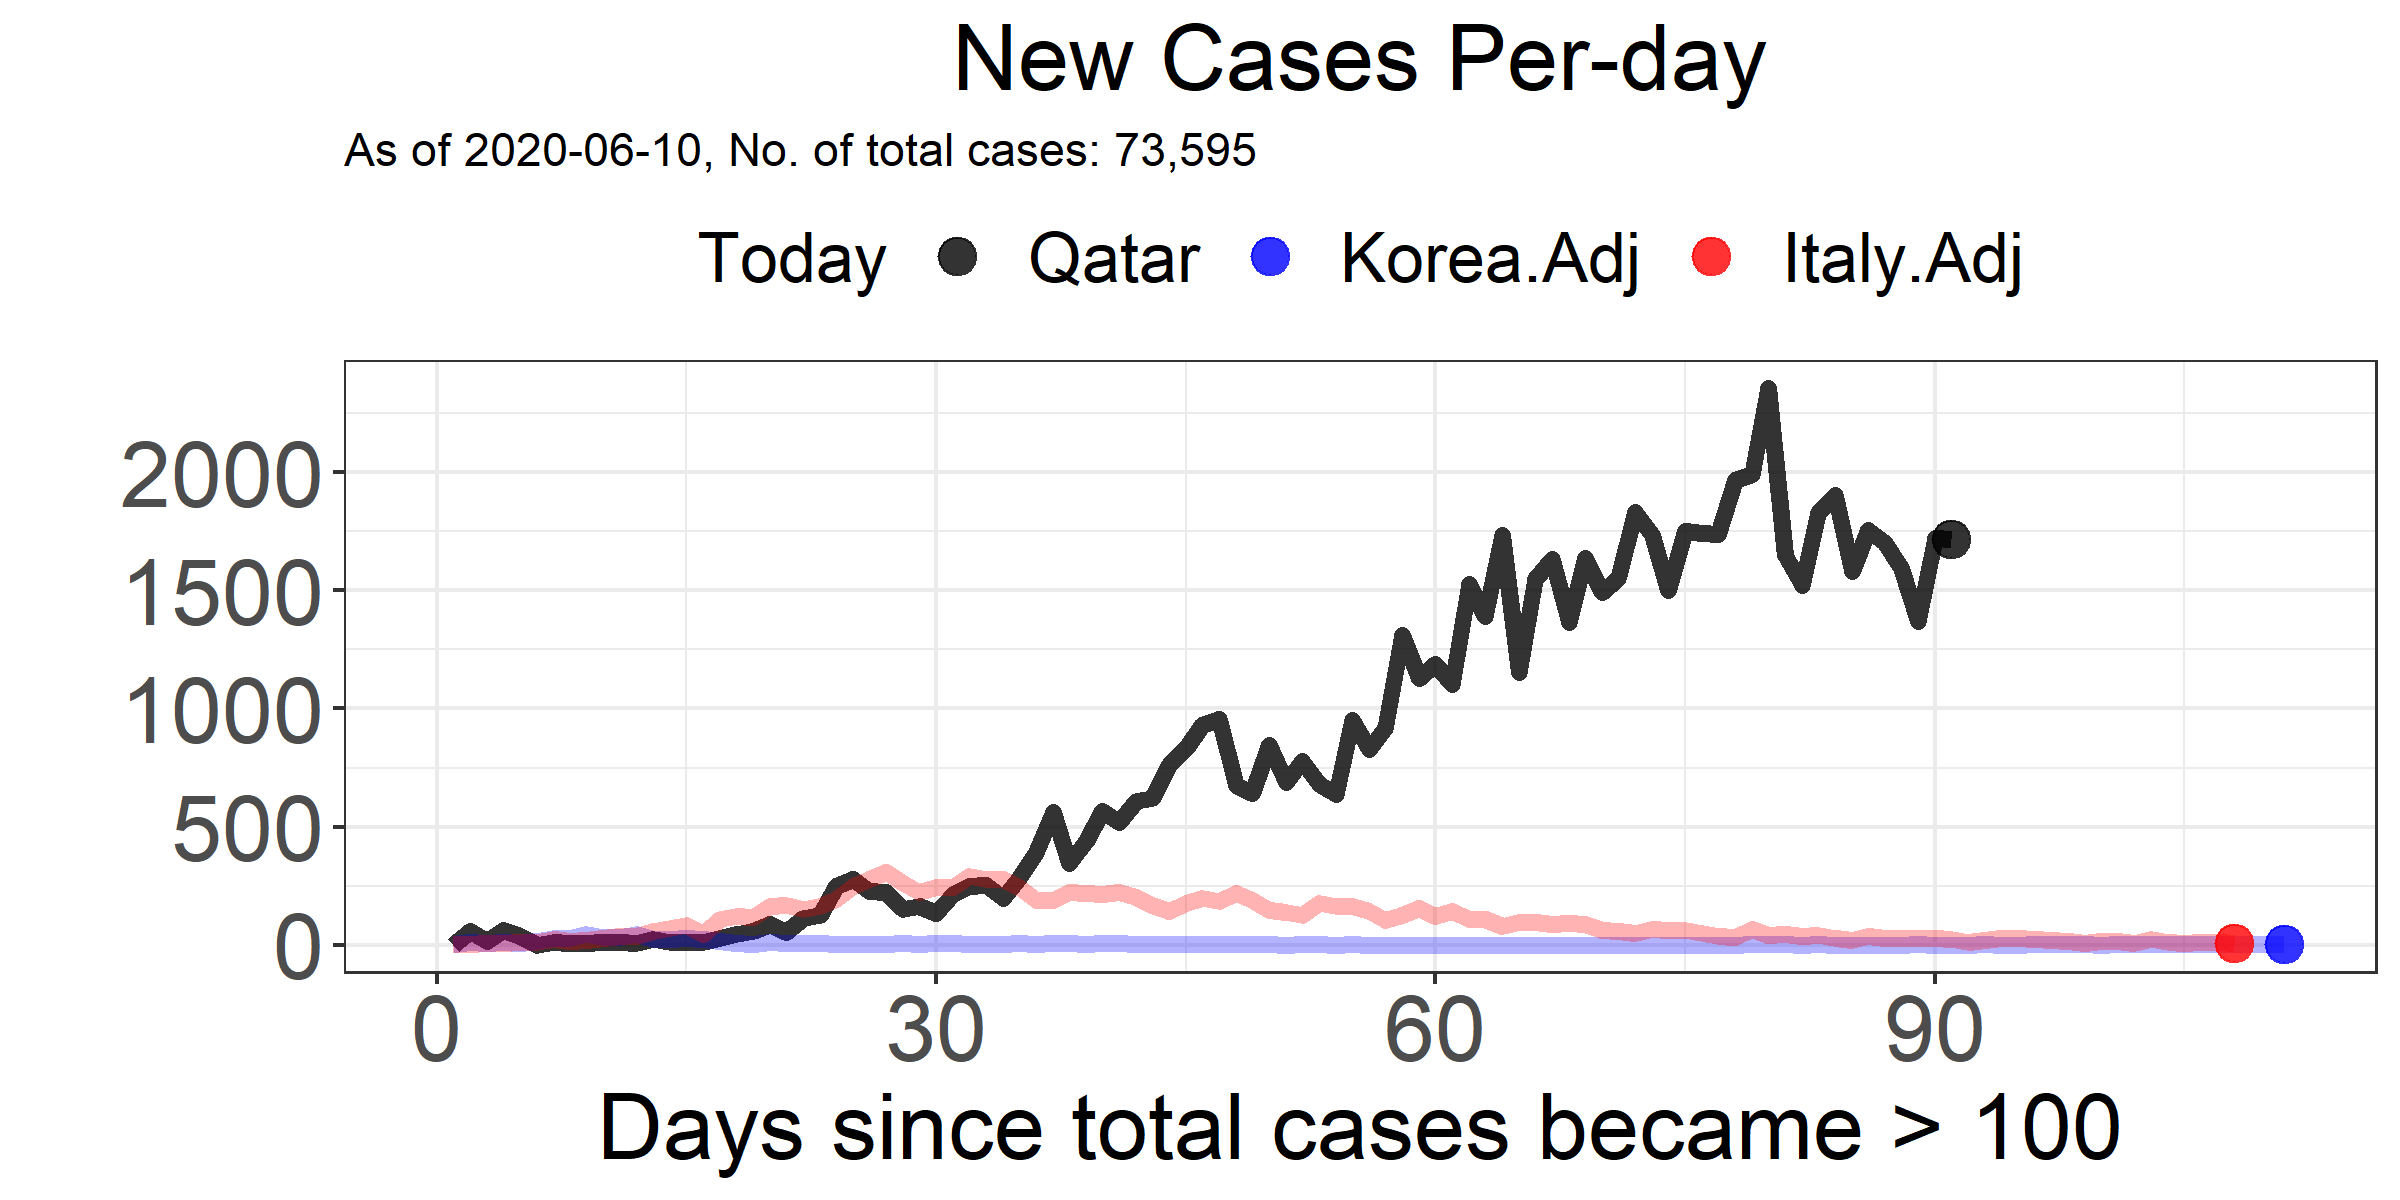 New Cases Per-day
As of 2020-06-10, No. of total cases: 73,595
Today Qatar Korea.Adj Italy.Adj
2000
1500
1000
500
0
0 30 60 90
Days since total cases became > 100